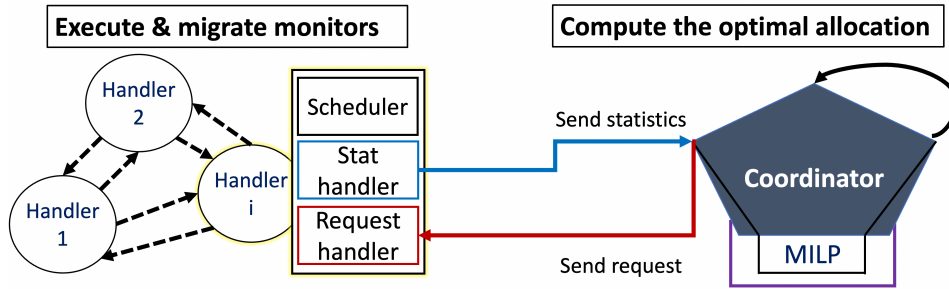 Execute & migrate monitors
Compute the optimal allocation
Handler
2
Handler
1
Handler
i
Scheduler
Stat
handler
Request
handler
Send statistics
Send request
Coordinator
MILP